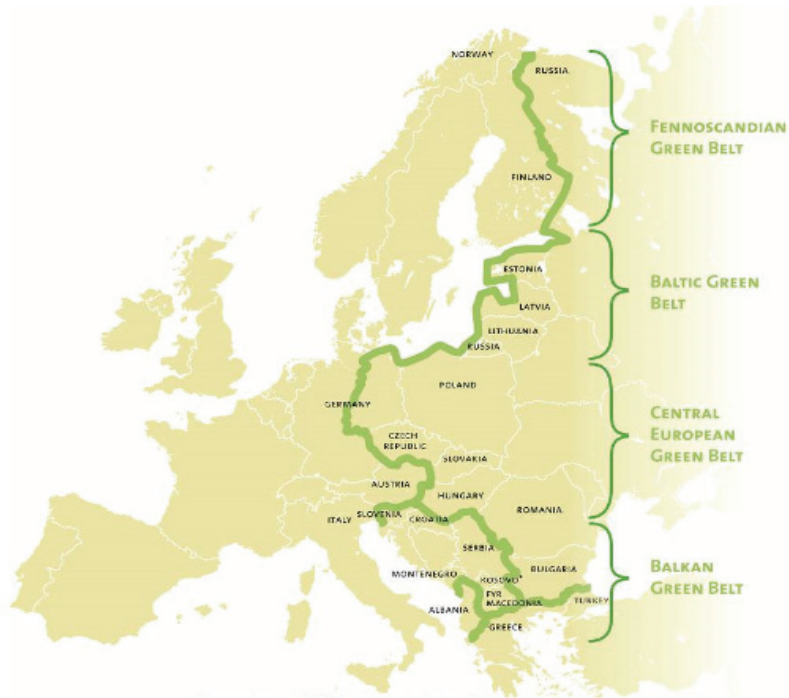 NORWAY
RUSSIA
FENNOSCANDIAN
GREEN BELT
FINLAND
ESTONIA
BALTIC GREEN
BELT
LATVIA
LITHUANIA
RUSSIA
POLAND
GERMANY
CENTRAL
EUROPEAN
GREEN BELT
CZECH
REPUBLIC
SLOVAKIA
AUSTRIA
HUNGARY
ROMANIA
ITALY
SLOVENIA
CROATIA
SERBIA
BULGARIA
BALKAN
GREEN BELT
MONTENEGRO
KOSOVO*
FYR
MACEDONIA
TURKEY
ALBANIA
GREECE